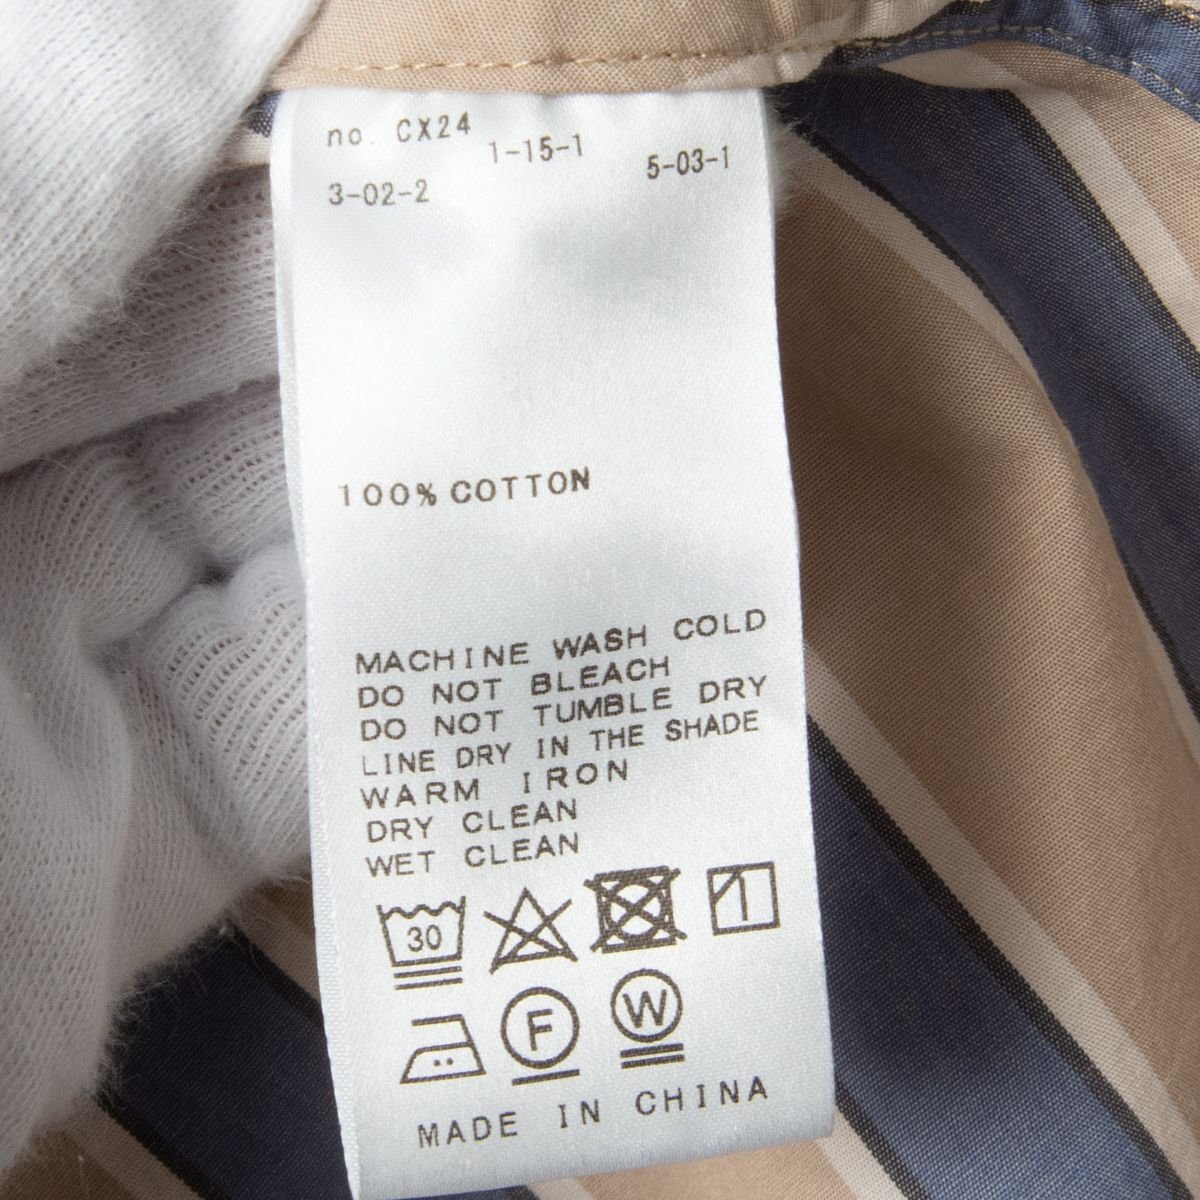 no. CX24
1-15-1
5-03-1
3-02-2
100% COTTON
MACHINE WASH COLD
DO NOT BLEACH
DO NOT TUMBLE DRY
LINE DRY IN THE SHADE
WARM IRON
DRY CLEAN
WET CLEAN
30
F
W
MADE IN CHINA